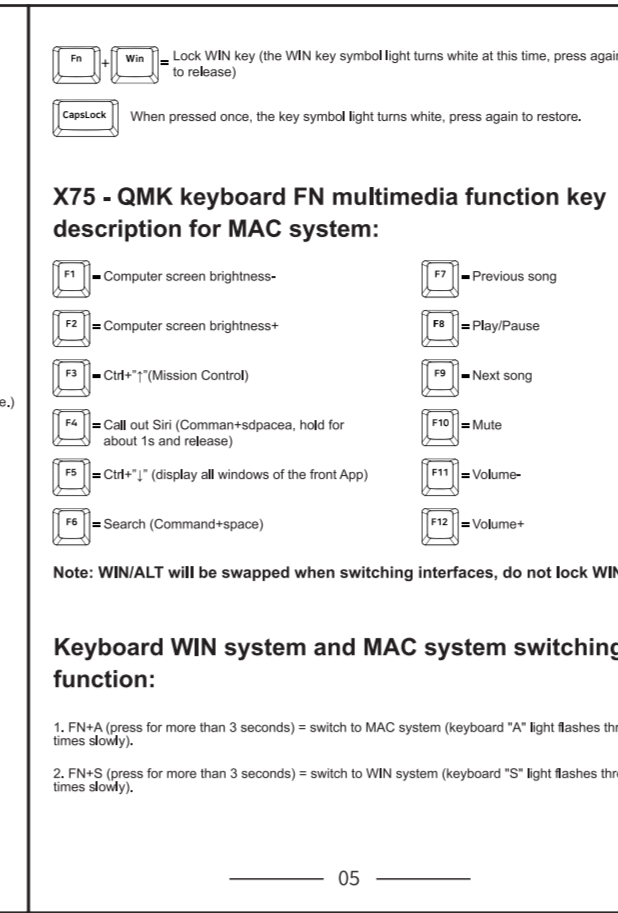 e.)
Fn + Win = Lock WIN key (the WIN key symbol light turns white at this time, press again
to release)
CapsLock When pressed once, the key symbol light turns white, press again to restore.
X75 - QMK keyboard FN multimedia function key
description for MAC system:
F1 = Computer screen brightness-
F7 = Previous song
F2 = Computer screen brightness+
F8 = Play/Pause
F3 = Ctrl+"↑"(Mission Control)
F9 = Next song
F4 = Call out Siri (Comman+sdpacea, hold for
about 1s and release)
F10 = Mute
F5 = Ctrl+"↓" (display all windows of the front App)
F11 = Volume-
F6 = Search (Command+space)
F12 = Volume+
Note: WIN/ALT will be swapped when switching interfaces, do not lock WIN
Keyboard WIN system and MAC system switching
function:
1. FN+A (press for more than 3 seconds) = switch to MAC system (keyboard "A" light flashes thr
times slowly).
2. FN+S (press for more than 3 seconds) = switch to WIN system (keyboard "S" light flashes thre
times slowly).
05